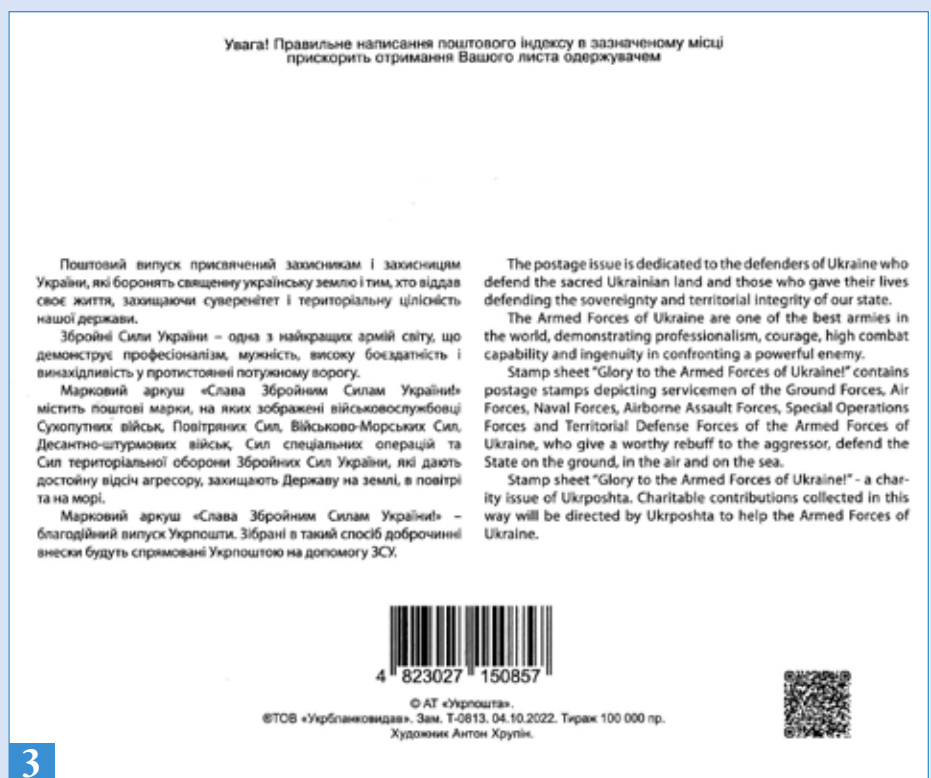 Увага! Правильне написання поштового індексу в зазначеному місці
прискорить отримання Вашого листа одержувачем
Поштовий випуск присвячений захисникам і захисницям
України, які боронять священну українську землю і тим, хто віддав
своє життя, захищаючи суверенітет і територіальну цілісність
нашої держави.
Збройні Сили України – одна з найкращих армій світу, що
демонструє професіоналізм, мужність, високу боєздатність і
винахідливість у протистоянні потужному ворогу.
Марковий аркуш «Слава Збройним Силам України!»
містить поштові марки, на яких зображені військовослужбовці
Сухопутних військ, Повітряних Сил, Військово-Морських Сил,
Десантно-штурмових військ, Сил спеціальних операцій та
Сил територіальної оборони Збройних Сил України, які дають
достойну відсіч агресору, захищають Державу на землі, в повітрі
та на морі.
Марковий аркуш «Слава Збройним Силам України!» –
благодійний випуск Укрпошти. Зібрані в такий спосіб доброчинні
внески будуть спрямовані Укрпоштою на допомогу ЗСУ.
The postage issue is dedicated to the defenders of Ukraine who
defend the sacred Ukrainian land and those who gave their lives
defending the sovereignty and territorial integrity of our state.
The Armed Forces of Ukraine are one of the best armies in
the world, demonstrating professionalism, courage, high combat
capability and ingenuity in confronting a powerful enemy.
Stamp sheet "Glory to the Armed Forces of Ukraine!" contains
postage stamps depicting servicemen of the Ground Forces, Air
Forces, Naval Forces, Airborne Assault Forces, Special Operations
Forces and Territorial Defense Forces of the Armed Forces of
Ukraine, who give a worthy rebuff to the aggressor, defend the
State on the ground, in the air and on the sea.
Stamp sheet "Glory to the Armed Forces of Ukraine!" - a char-
ity issue of Ukrposhta. Charitable contributions collected in this
way will be directed by Ukrposhta to help the Armed Forces of
Ukraine.
4 823027 150857
© АТ «Укрпошта».
®ТОВ «Укрбланковидав». Зам. Т-0813. 04.10.2022. Тираж 100 000 пр.
Художник Антон Хрупін.
3